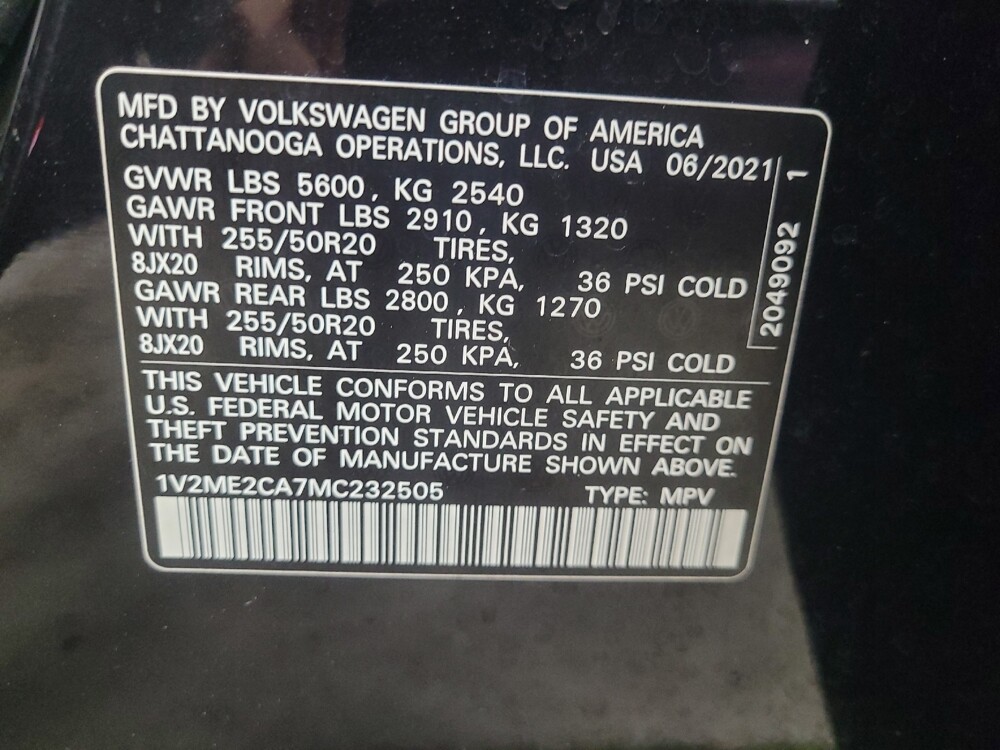 MFD BY VOLKSWAGEN GROUP OF AMERICA
CHATTANOOGA OPERATIONS, LLC. USA 06/2021
GVWR LBS 5600, KG 2540
GAWR FRONT LBS 2910, KG 1320
WITH 255/50R20 TIRES,
8JX20 RIMS, AT 250 KPA, 36 PSI COLD
GAWR REAR LBS 2800, KG 1270
WITH 255/50R20 TIRES,
8JX20 RIMS, AT 250 KPA, 36 PSI COLD
2049092 1
THIS VEHICLE CONFORMS TO ALL APPLICABLE
U.S. FEDERAL MOTOR VEHICLE SAFETY AND
THEFT PREVENTION STANDARDS IN EFFECT ON
THE DATE OF MANUFACTURE SHOWN ABOVE.
1V2ME2CA7MC232505 TYPE: MPV